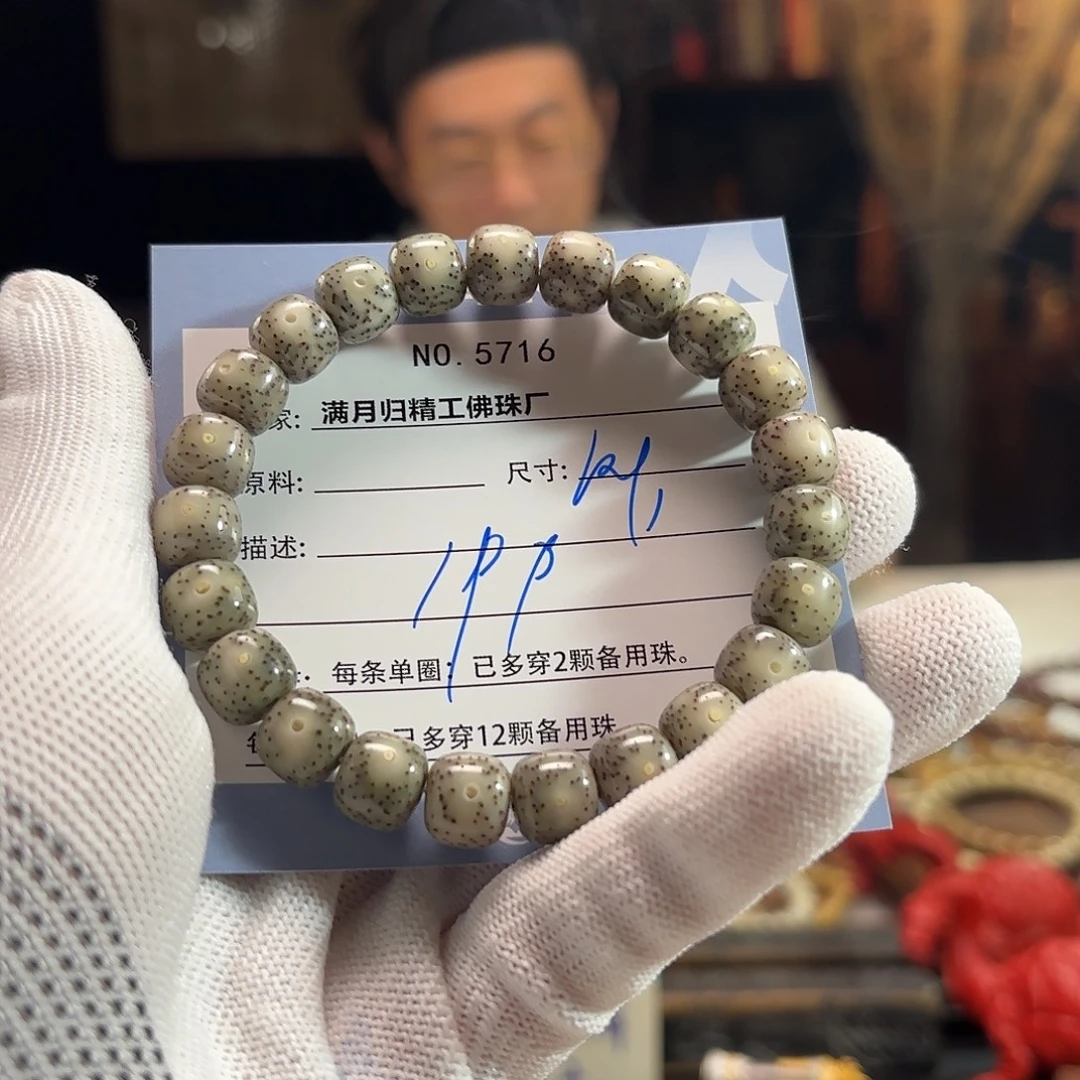 NO. 5716
家: 满月归精工佛珠厂
原料: 尺寸:
描述:
每条单圈: 已多穿2颗备用珠。
每 已多穿12颗备用珠